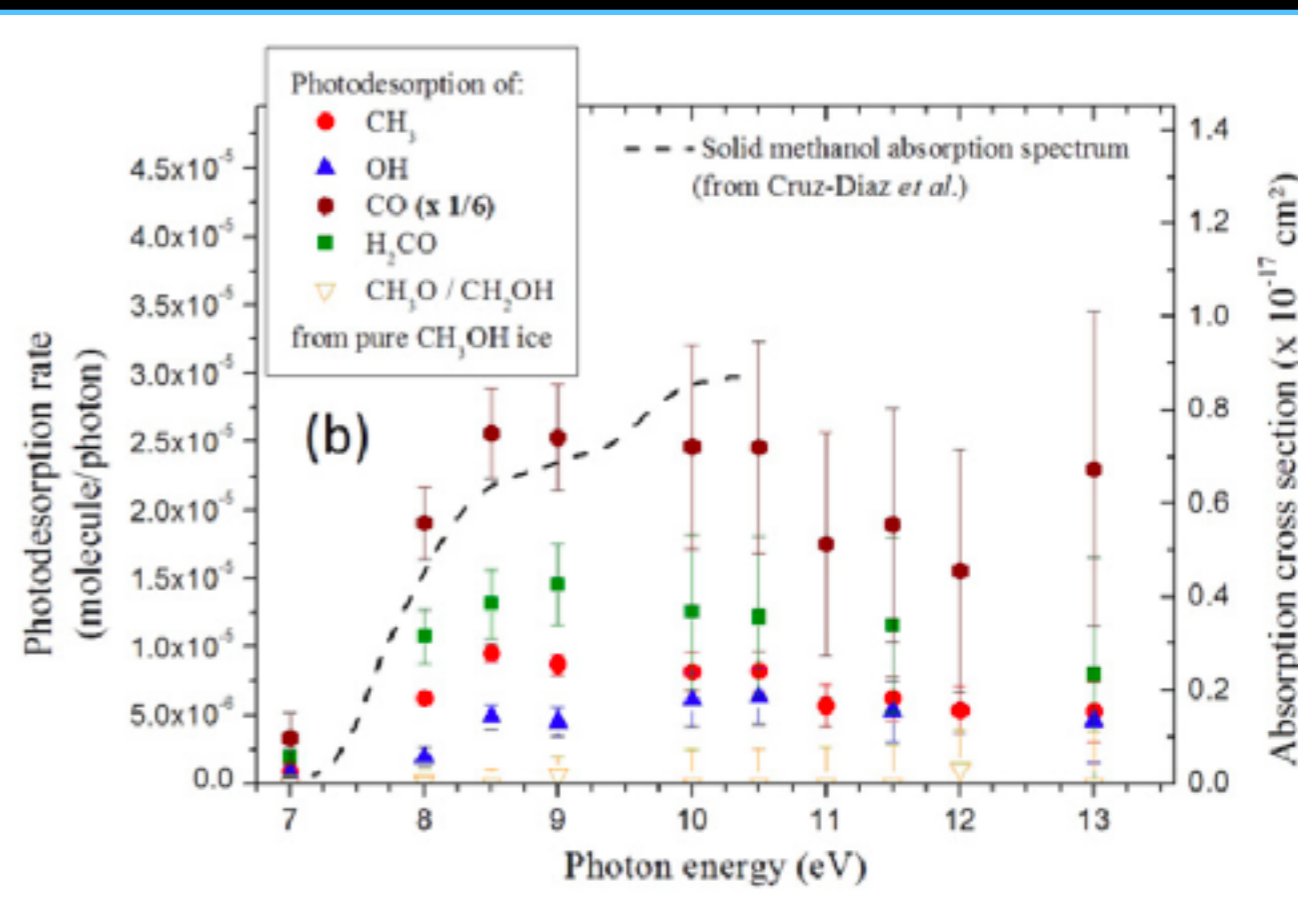 Photodesorption of:
CH₃
OH
CO (x 1/6)
H₂CO
CH₃O / CH₂OH
from pure CH₃OH ice
Solid methanol absorption spectrum
(from Cruz-Diaz et al.)
(b)
Photodesorption rate
(molecule/photon)
4.5x10⁻⁵
4.0x10⁻⁵
3.5x10⁻⁵
3.0x10⁻⁵
2.5x10⁻⁵
2.0x10⁻⁵
1.5x10⁻⁵
1.0x10⁻⁵
5.0x10⁻⁶
0.0
7 8 9 10 11 12 13
Photon energy (eV)
1.4
1.2
1.0
0.8
0.6
0.4
0.2
0.0
Absorption cross section (x 10⁻¹⁷ cm²)